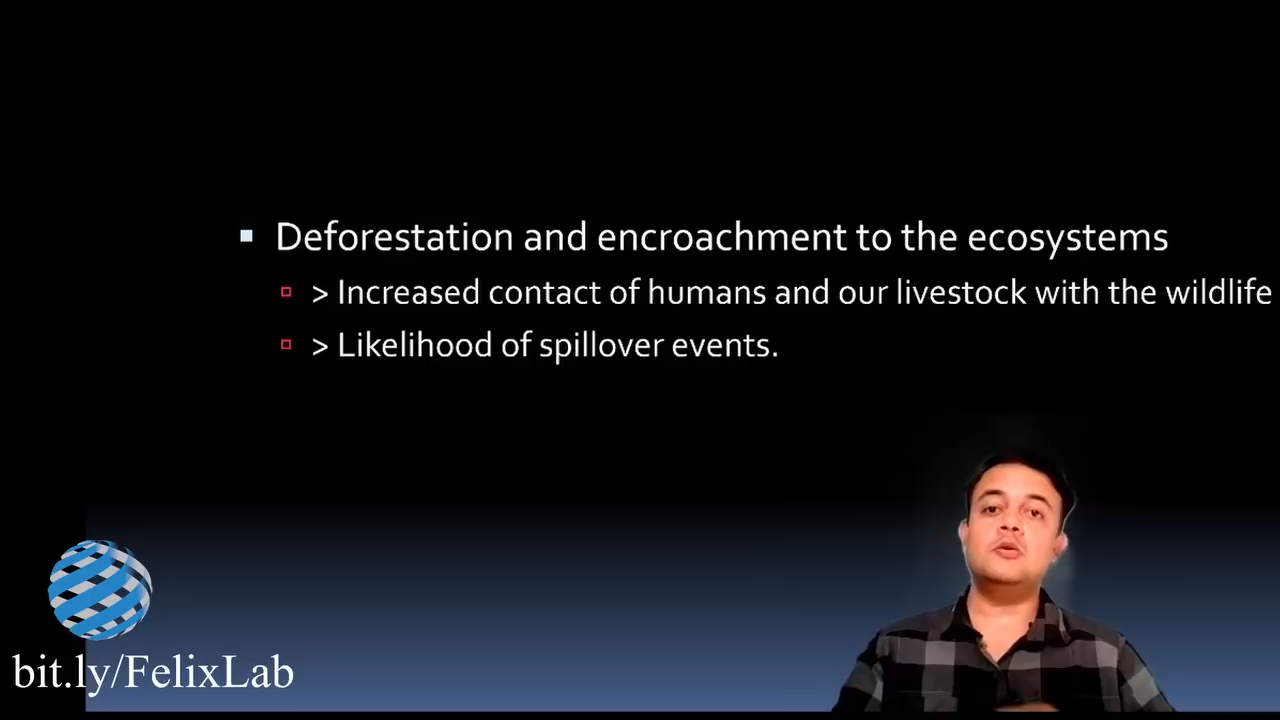 Deforestation and encroachment to the ecosystems
> Increased contact of humans and our livestock with the wildlife
> Likelihood of spillover events.
bit.ly/FelixLab